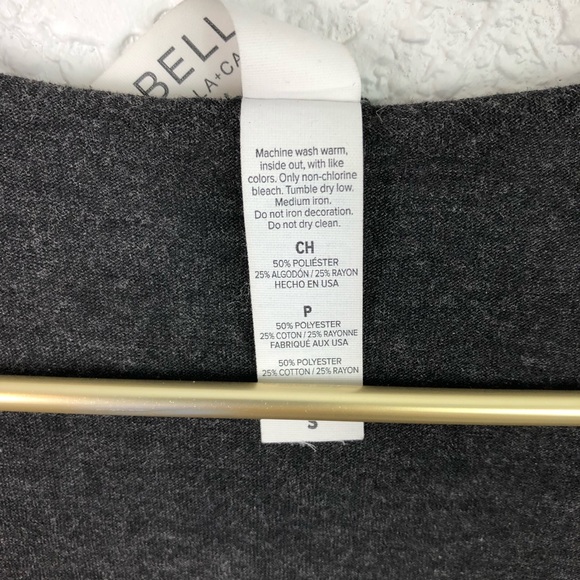 BELL
LA+CA
Machine wash warm,
inside out, with like
colors. Only non-chlorine
bleach. Tumble dry low.
Medium iron.
Do not iron decoration.
Do not dry clean.
CH
50% POLIÉSTER
25% ALGODÓN / 25% RAYON
HECHO EN USA
P
50% POLYESTER
25% COTON / 25% RAYONNE
FABRIQUÉ AUX USA
50% POLYESTER
25% COTTON / 25% RAYON
S